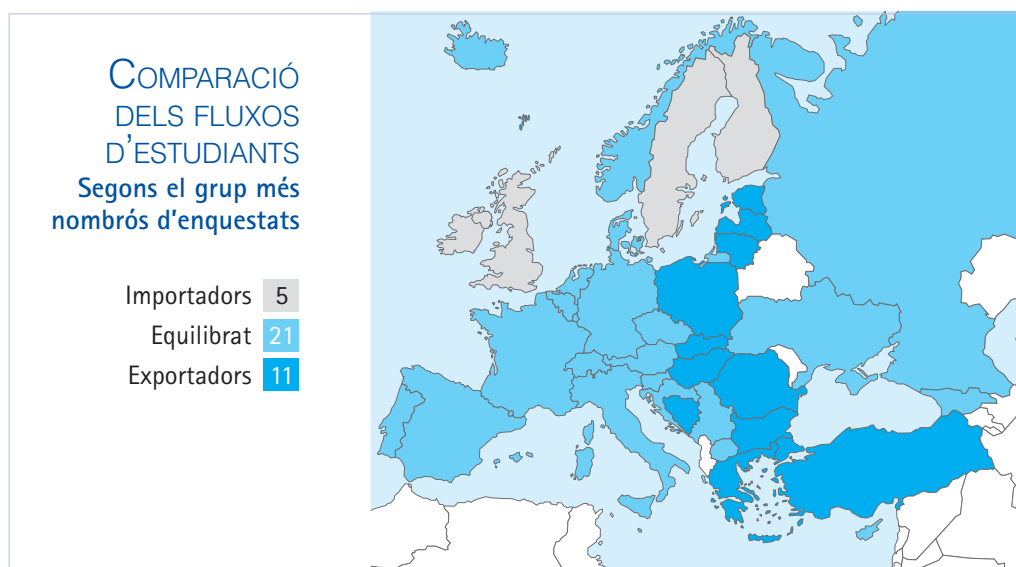 COMPARACIÓ
DELS FLUXOS
D'ESTUDIANTS
Segons el grup més
nombrós d'enquestats
Importadors 5
Equilibrat 21
Exportadors 11